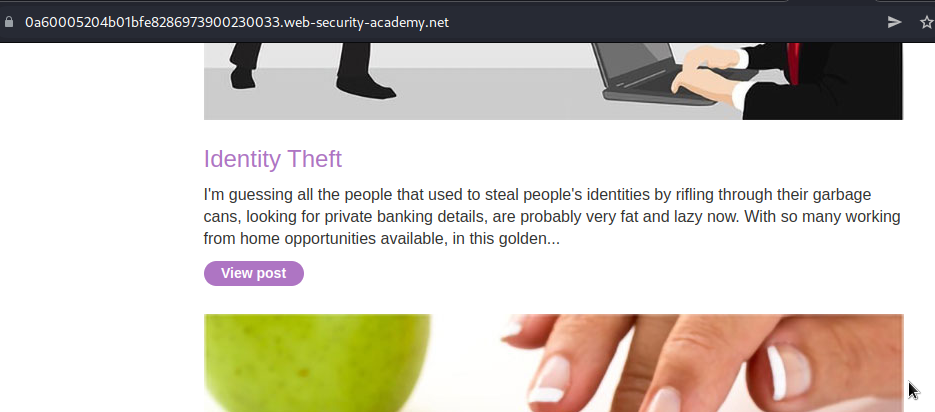 0a60005204b01bfe8286973900230033.web-security-academy.net
Identity Theft
I'm guessing all the people that used to steal people's identities by rifling through their garbage
cans, looking for private banking details, are probably very fat and lazy now. With so many working
from home opportunities available, in this golden...
View post